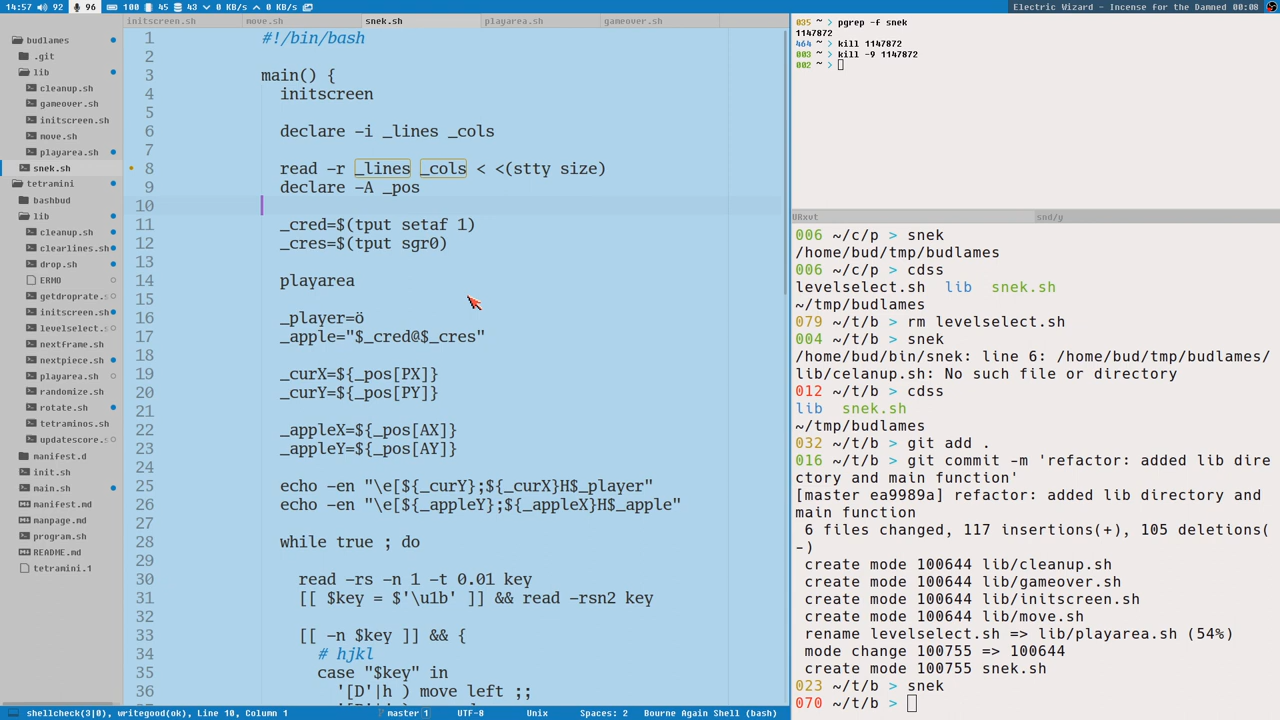 14:57 92 96 100 45 43 0 KB/s 0 KB/s
Electric Wizard - Incense for the Damned 00:08
initscreen.sh move.sh snek.sh playarea.sh gameover.sh
budlames
.git
lib
cleanup.sh
gameover.sh
initscreen.sh
move.sh
playarea.sh
snek.sh
tetramini
bashbud
lib
cleanup.sh
clearlines.sh
drop.sh
ERMO
getdroprate.s
initscreen.sh
levelselect.s
nextframe.sh
nextpiece.sh
playarea.sh
randomize.sh
rotate.sh
tetraminos.sh
updatescore.s
manifest.d
init.sh
main.sh
manifest.md
manpage.md
program.sh
README.md
tetramini.1
1 #!/bin/bash
2
3 main() {
4 initscreen
5
6 declare -i _lines _cols
7
8 read -r _lines _cols < <(stty size)
9 declare -A _pos
10
11 _cred=$(tput setaf 1)
12 _cres=$(tput sgr0)
13
14 playarea
15
16 _player=ö
17 _apple="$_cred@$_cres"
18
19 _curX=${_pos[PX]}
20 _curY=${_pos[PY]}
21
22 _appleX=${_pos[AX]}
23 _appleY=${_pos[AY]}
24
25 echo -en "\e[${_curY};${_curX}H$_player"
26 echo -en "\e[${_appleY};${_appleX}H$_apple"
27
28 while true ; do
29
30 read -rs -n 1 -t 0.01 key
31 [[ $key = $'\u1b' ]] && read -rsn2 key
32
33 [[ -n $key ]] && {
34 # hjkl
35 case "$key" in
36 '[D'|h ) move left ;;
shellcheck(3|0), writegood(ok), Line 10, Column 1 master 1 UTF-8 Unix Spaces: 2 Bourne Again Shell (bash)
035 ~ > pgrep -f snek
1147872
464 ~ > kill 1147872
003 ~ > kill -9 1147872
002 ~ >
URxvt snd/y
006 ~/c/p > snek
/home/bud/tmp/budlames
006 ~/c/p > cdss
levelselect.sh lib snek.sh
~/tmp/budlames
079 ~/t/b > rm levelselect.sh
004 ~/t/b > snek
/home/bud/bin/snek: line 6: /home/bud/tmp/budlames/
lib/celanup.sh: No such file or directory
012 ~/t/b > cdss
lib snek.sh
~/tmp/budlames
032 ~/t/b > git add .
016 ~/t/b > git commit -m 'refactor: added lib dire
ctory and main function'
[master ea9989a] refactor: added lib directory and
main function
6 files changed, 117 insertions(+), 105 deletions(
-)
create mode 100644 lib/cleanup.sh
create mode 100644 lib/gameover.sh
create mode 100644 lib/initscreen.sh
create mode 100644 lib/move.sh
rename levelselect.sh => lib/playarea.sh (54%)
mode change 100755 => 100644
create mode 100755 snek.sh
023 ~/t/b > snek
070 ~/t/b >